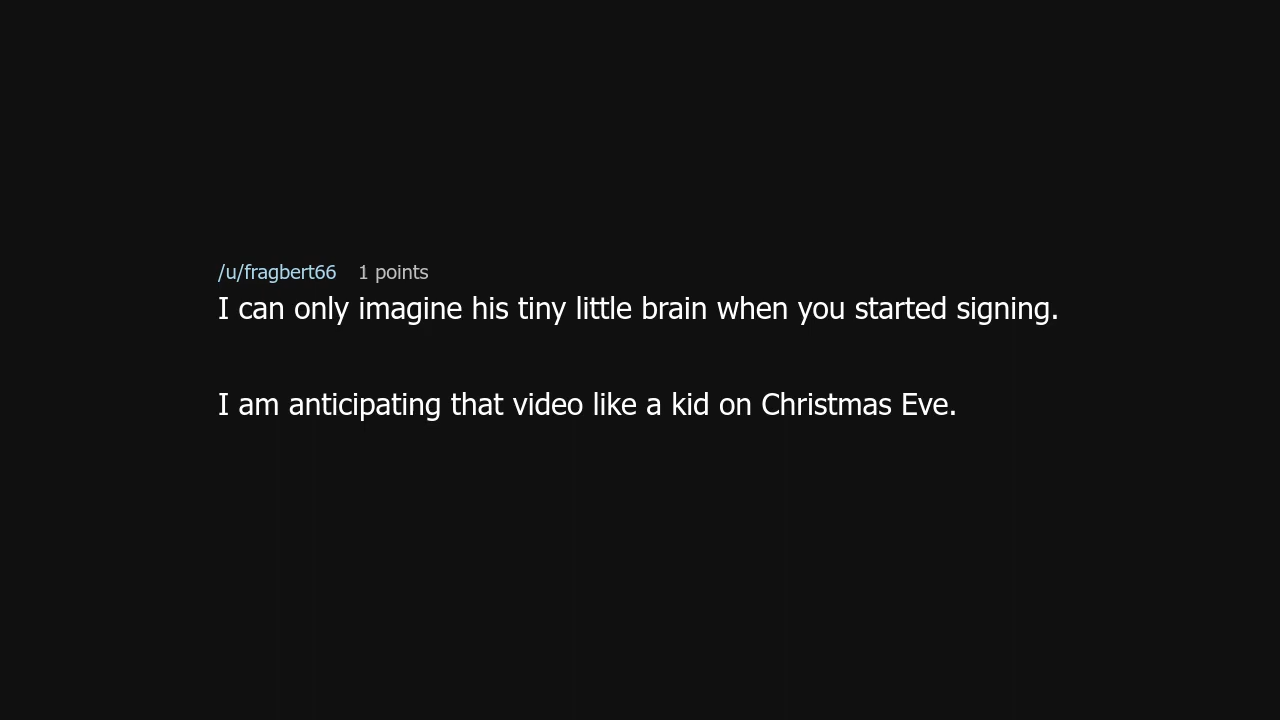 /u/fragbert66 1 points
I can only imagine his tiny little brain when you started signing.
I am anticipating that video like a kid on Christmas Eve.